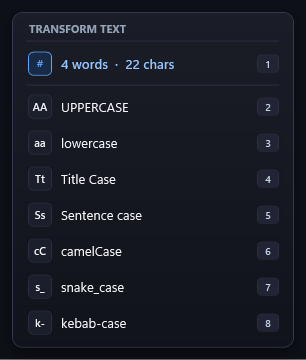 TRANSFORM TEXT
# 4 words · 22 chars 1
AA UPPERCASE 2
aa lowercase 3
Tt Title Case 4
Ss Sentence case 5
cC camelCase 6
s_ snake_case 7
k- kebab-case 8